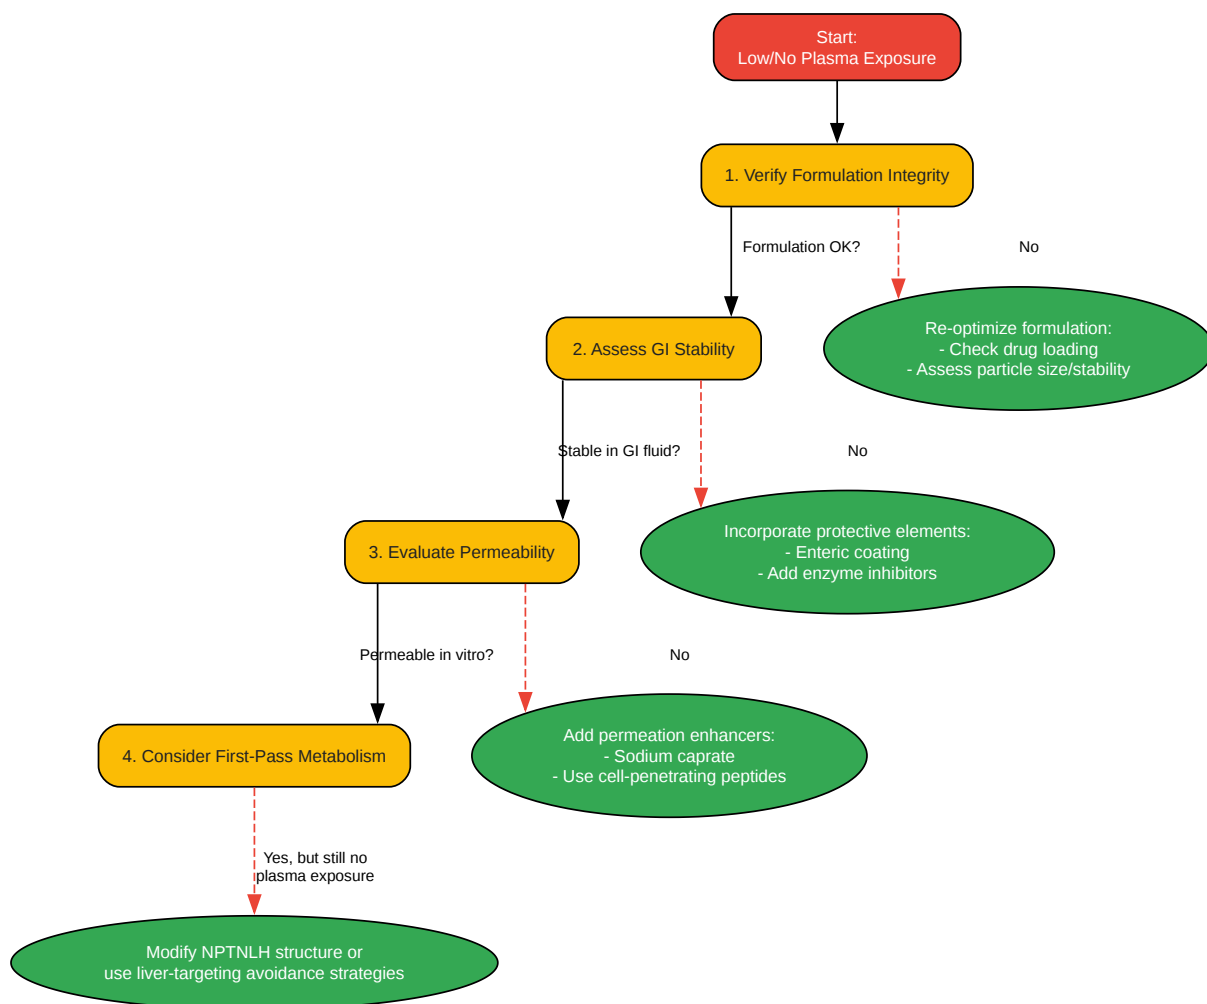 Start:
Low/No Plasma Exposure
1. Verify Formulation Integrity
Formulation OK?
No
Re-optimize formulation:
- Check drug loading
- Assess particle size/stability
2. Assess GI Stability
Stable in GI fluid?
No
Incorporate protective elements:
- Enteric coating
- Add enzyme inhibitors
3. Evaluate Permeability
Permeable in vitro?
No
Add permeation enhancers:
- Sodium caprate
- Use cell-penetrating peptides
4. Consider First-Pass Metabolism
Yes, but still no
plasma exposure
Modify NPTNLH structure or
use liver-targeting avoidance strategies